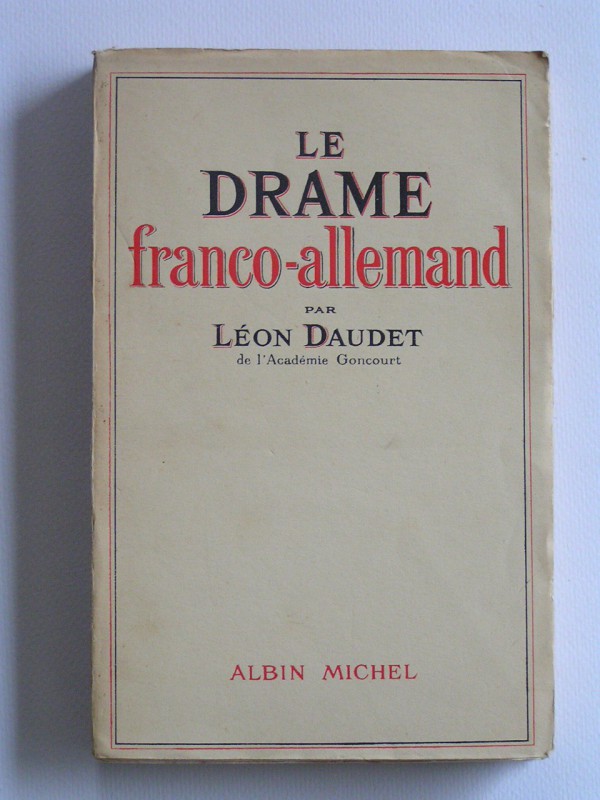 LE
DRAME
franco-allemand
PAR
LÉON DAUDET
de l'Académie Goncourt
ALBIN MICHEL